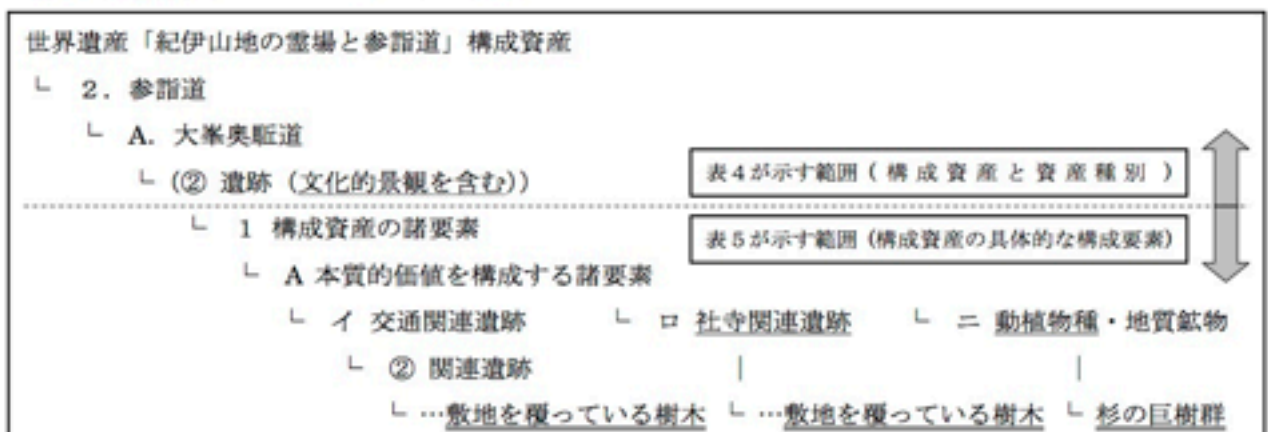 世界遺産「紀伊山地の霊場と参詣道」構成資産
└ 2. 参詣道
└ A. 大峯奥駈道
└ (② 遺跡（文化的景観を含む))
表4が示す範囲 ( 構 成 資 産 と 資 産 種 別 )
└ 1 構成資産の諸要素
表5が示す範囲 (構成資産の具体的な構成要素)
└ A 本質的価値を構成する諸要素
└ イ 交通関連遺跡 └ ロ 社寺関連遺跡 └ ニ 動植物種・地質鉱物
└ ② 関連遺跡 | |
└ …敷地を覆っている樹木 └ …敷地を覆っている樹木 └ 杉の巨樹群